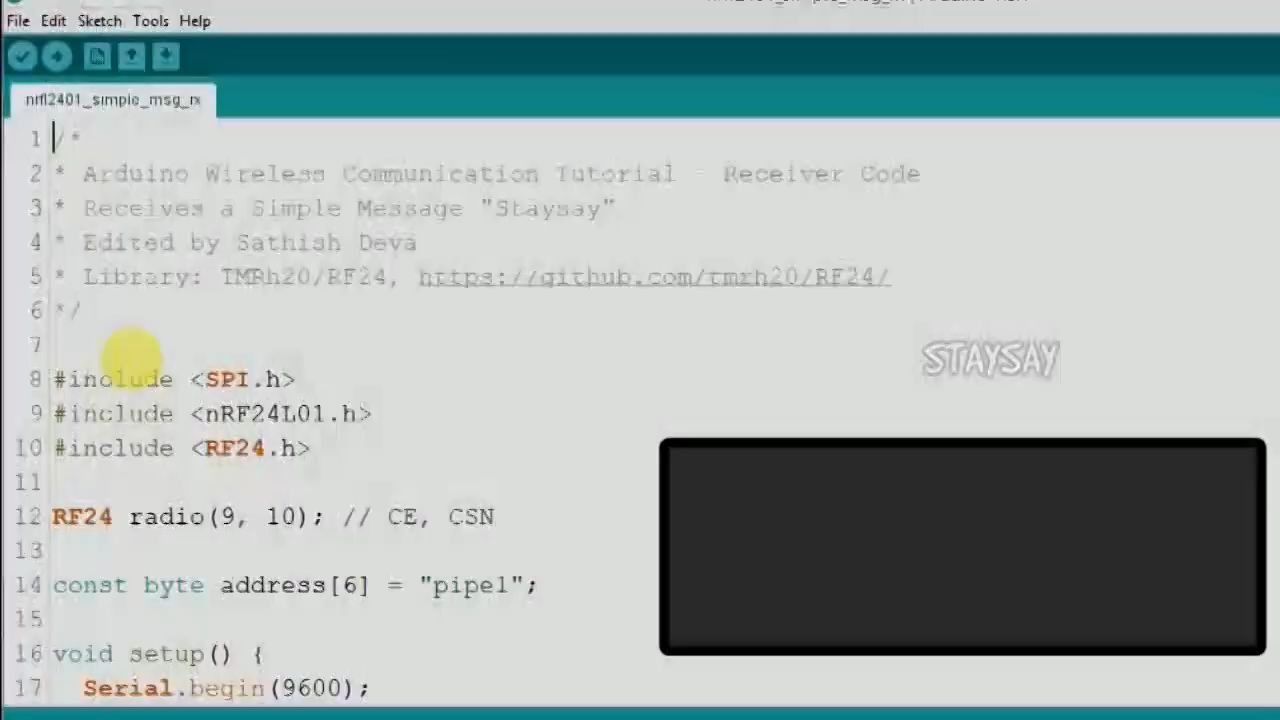 File Edit Sketch Tools Help
nrfl2401_simple_msg_rx
1 /*
2 * Arduino Wireless Communication Tutorial - Receiver Code
3 * Receives a Simple Message "Staysay"
4 * Edited by Sathish Deva
5 * Library: TMRh20/RF24, https://github.com/tmrh20/RF24/
6 */
7
8 #include <SPI.h>
9 #include <nRF24L01.h>
10 #include <RF24.h>
11
12 RF24 radio(9, 10); // CE, CSN
13
14 const byte address[6] = "pipe1";
15
16 void setup() {
17 Serial.begin(9600);
STAYSAY